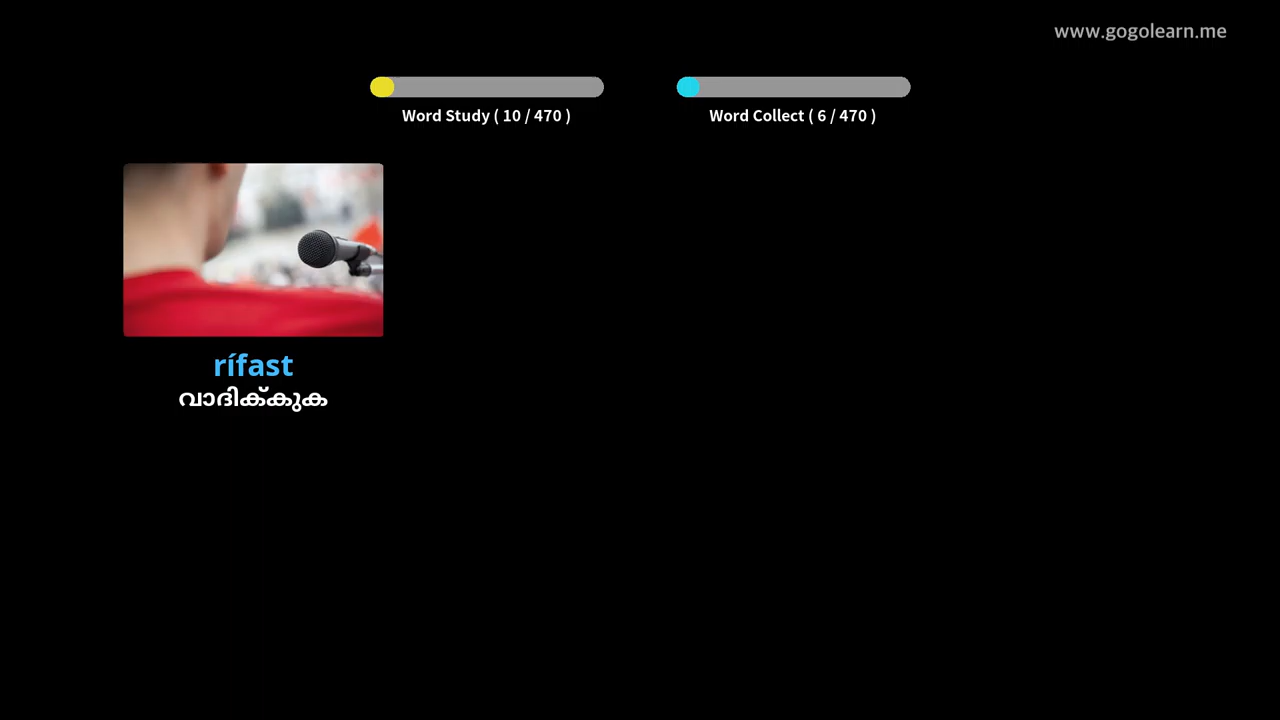 www.gogolearn.me
Word Study ( 10 / 470 )
Word Collect ( 6 / 470 )
rífast
വാദിക്കുക